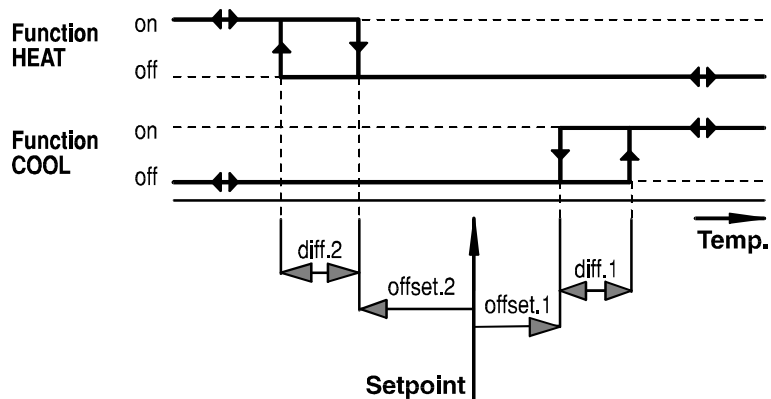 Function
HEAT
on
off
Function
COOL
on
off
Temp.
diff.2
diff.1
offset.2
offset.1
Setpoint